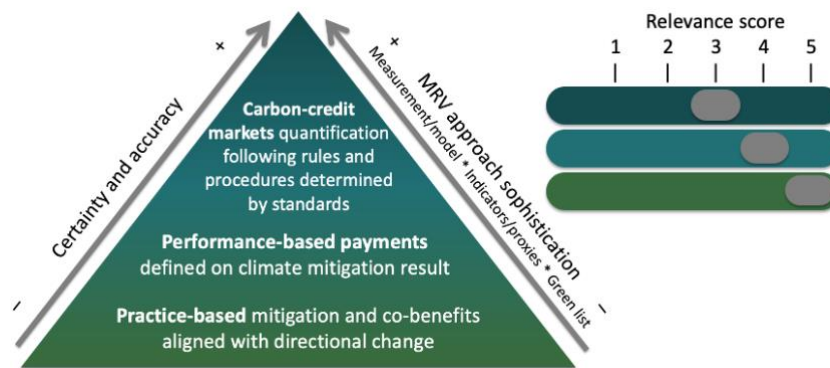 Relevance score
1 2 3 4 5
+
+
Certainty and accuracy
MRV approach sophistication
Measurement/model * Indicators/proxies * Green list
Carbon-credit
markets quantification
following rules and
procedures determined
by standards
Performance-based payments
defined on climate mitigation result
Practice-based mitigation and co-benefits
aligned with directional change
–
–